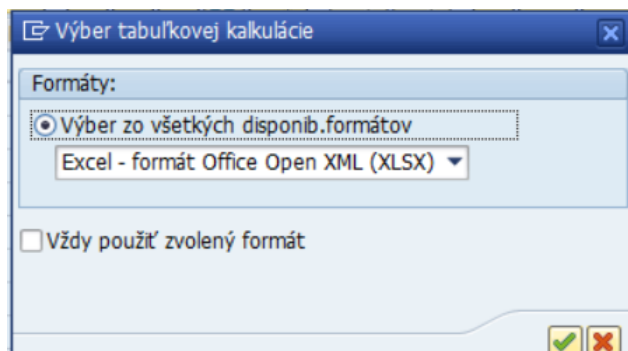 Výber tabuľkovej kalkulácie
Formáty:
Výber zo všetkých disponib.formátov
Excel - formát Office Open XML (XLSX)
Vždy použiť zvolený formát